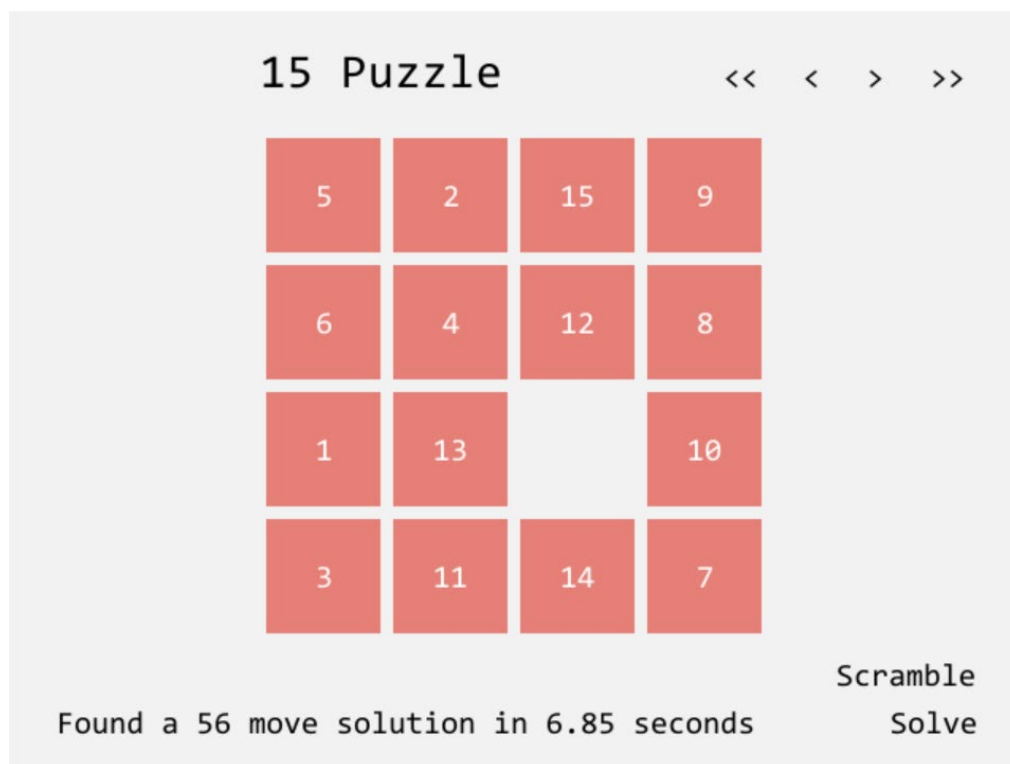 15 Puzzle << < > >>
5 2 15 9
6 4 12 8
1 13 10
3 11 14 7
Scramble
Found a 56 move solution in 6.85 seconds Solve